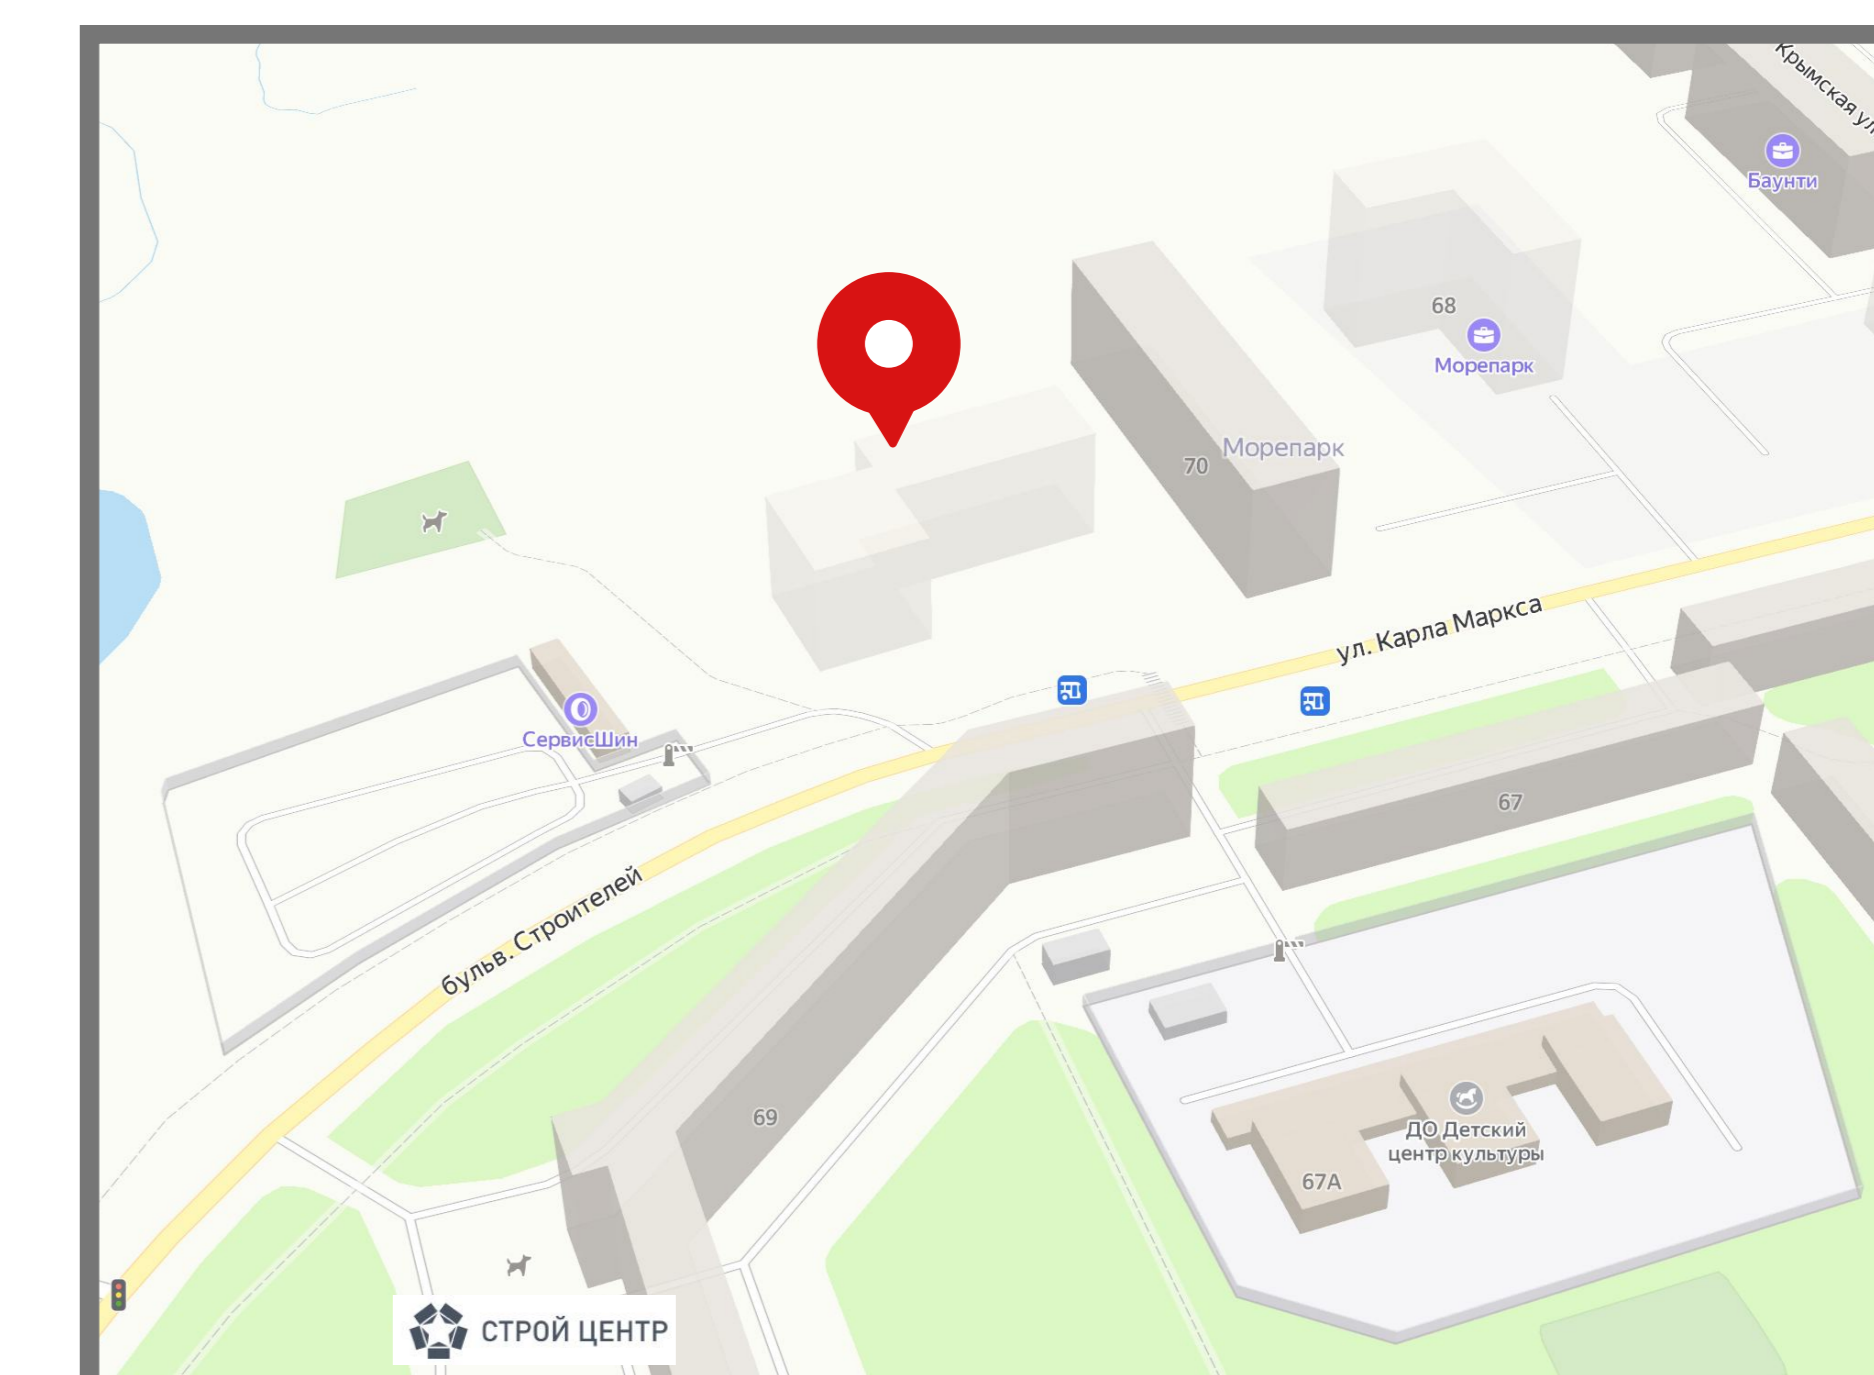 Крымская ул
Баунти
68
Морепарк
Морепарк
70
ул. Карла Маркса
СервисШин
67
бульв. Строителей
69
ДО Детский
центр культуры
67А
СТРОЙ ЦЕНТР